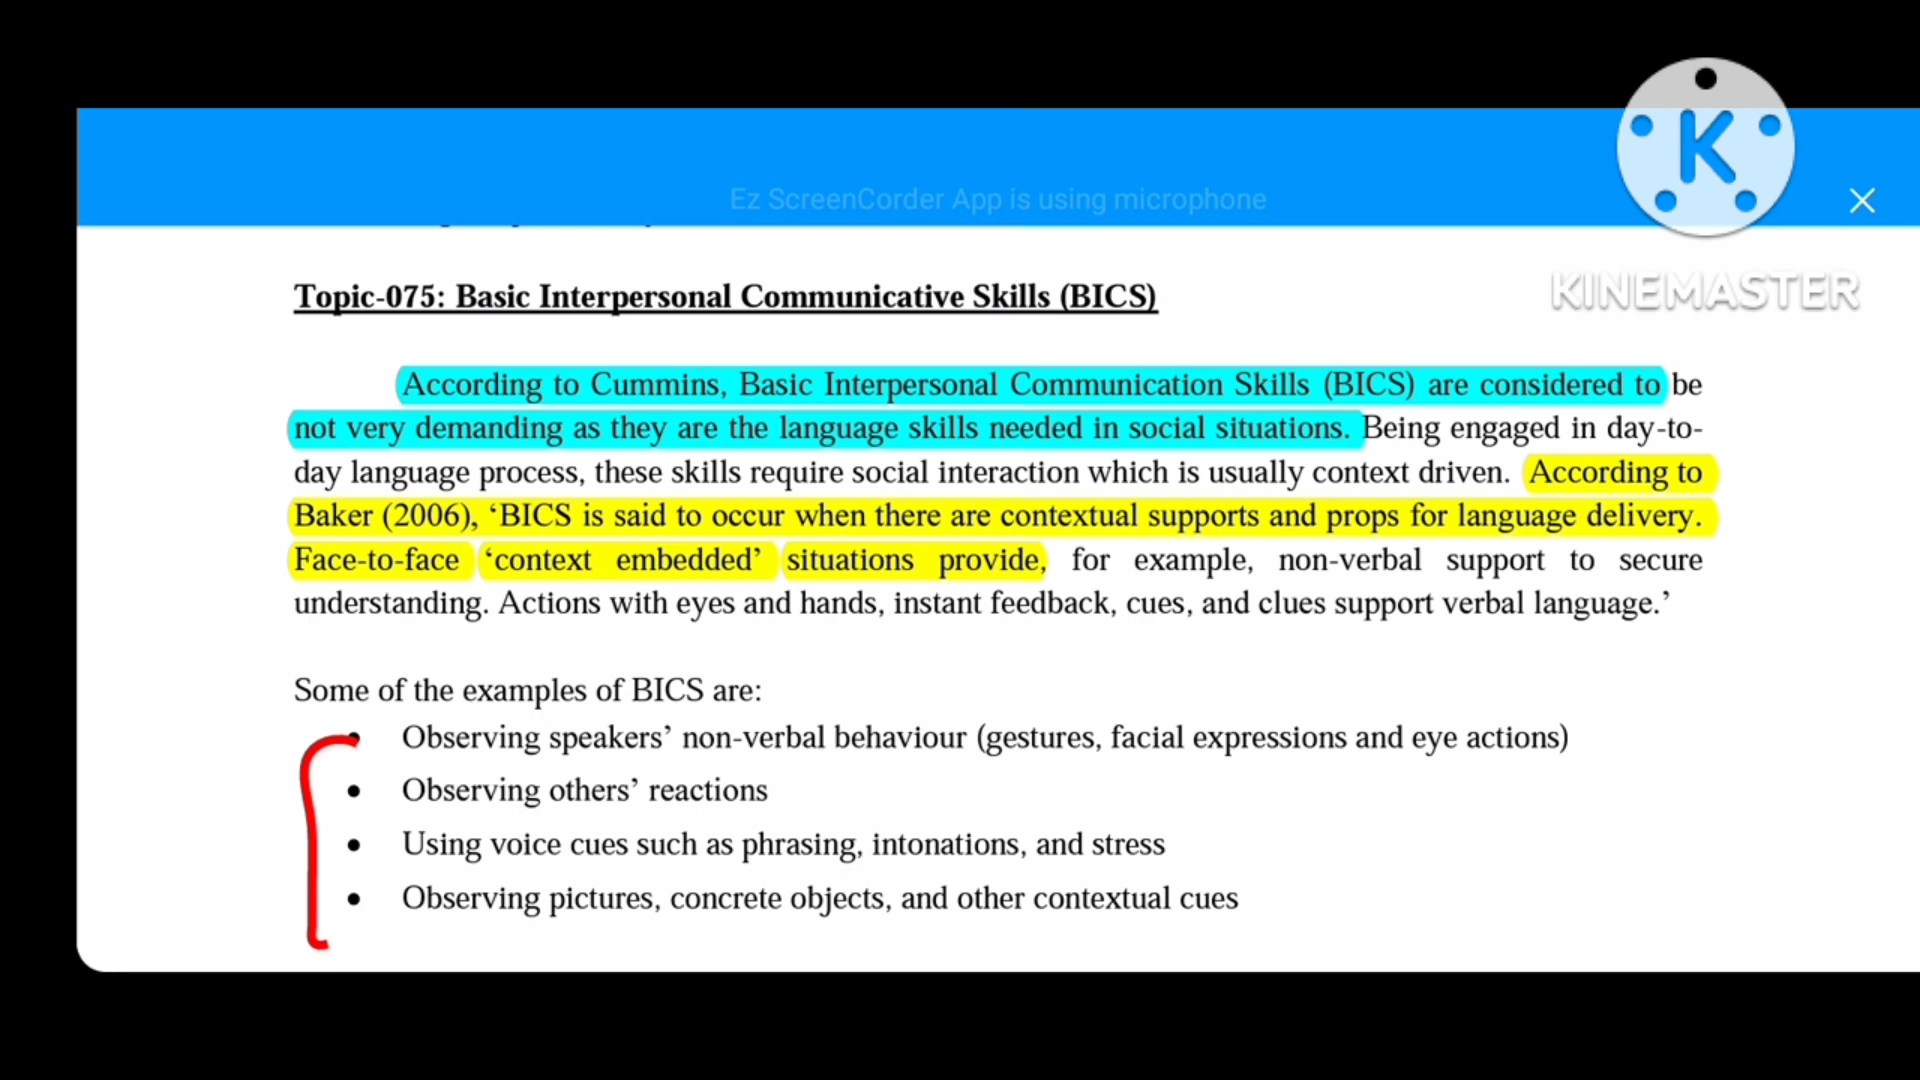 Ez ScreenCorder App is using microphone
K
KINEMASTER
Topic-075: Basic Interpersonal Communicative Skills (BICS)
According to Cummins, Basic Interpersonal Communication Skills (BICS) are considered to be
not very demanding as they are the language skills needed in social situations. Being engaged in day-to-
day language process, these skills require social interaction which is usually context driven. According to
Baker (2006), ‘BICS is said to occur when there are contextual supports and props for language delivery.
Face-to-face ‘context embedded’ situations provide, for example, non-verbal support to secure
understanding. Actions with eyes and hands, instant feedback, cues, and clues support verbal language.’
Some of the examples of BICS are:
• Observing speakers’ non-verbal behaviour (gestures, facial expressions and eye actions)
• Observing others’ reactions
• Using voice cues such as phrasing, intonations, and stress
• Observing pictures, concrete objects, and other contextual cues